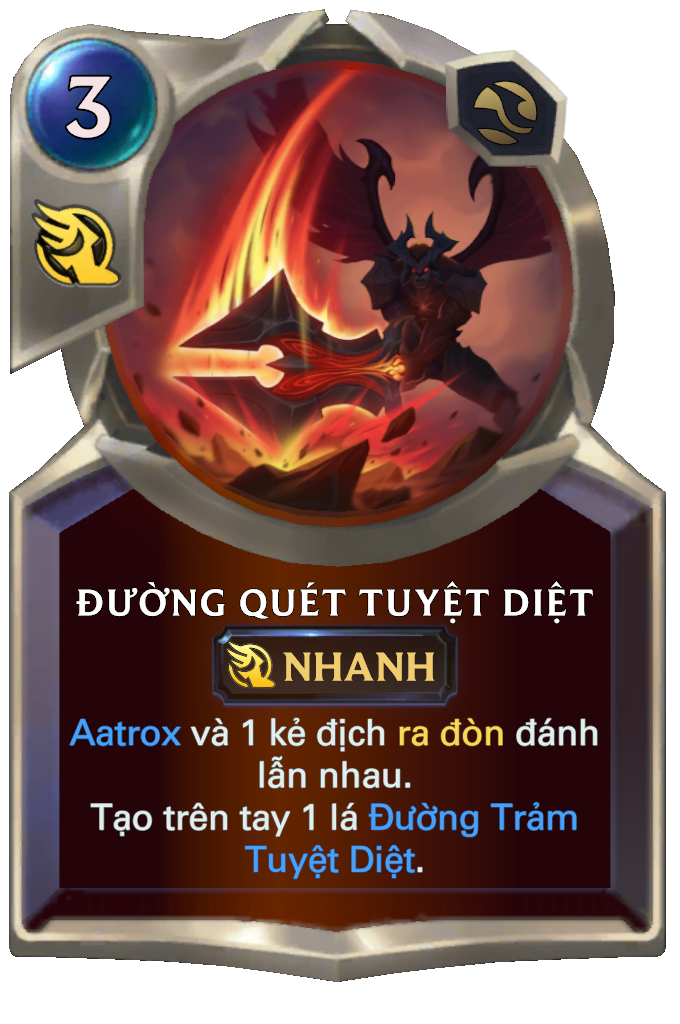 3
ĐƯỜNG QUÉT TUYỆT DIỆT
NHANH
Aatrox và 1 kẻ địch ra đòn đánh
lẫn nhau.
Tạo trên tay 1 lá Đường Trảm
Tuyệt Diệt.